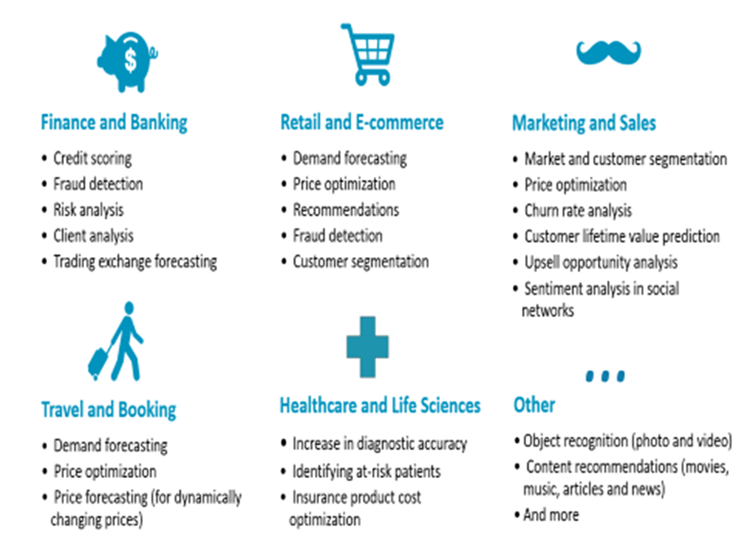 $
Finance and Banking
• Credit scoring
• Fraud detection
• Risk analysis
• Client analysis
• Trading exchange forecasting
Retail and E-commerce
• Demand forecasting
• Price optimization
• Recommendations
• Fraud detection
• Customer segmentation
Marketing and Sales
• Market and customer segmentation
• Price optimization
• Churn rate analysis
• Customer lifetime value prediction
• Upsell opportunity analysis
• Sentiment analysis in social
networks
Travel and Booking
• Demand forecasting
• Price optimization
• Price forecasting (for dynamically
changing prices)
Healthcare and Life Sciences
• Increase in diagnostic accuracy
• Identifying at-risk patients
• Insurance product cost
optimization
...
Other
• Object recognition (photo and video)
• Content recommendations (movies,
music, articles and news)
• And more